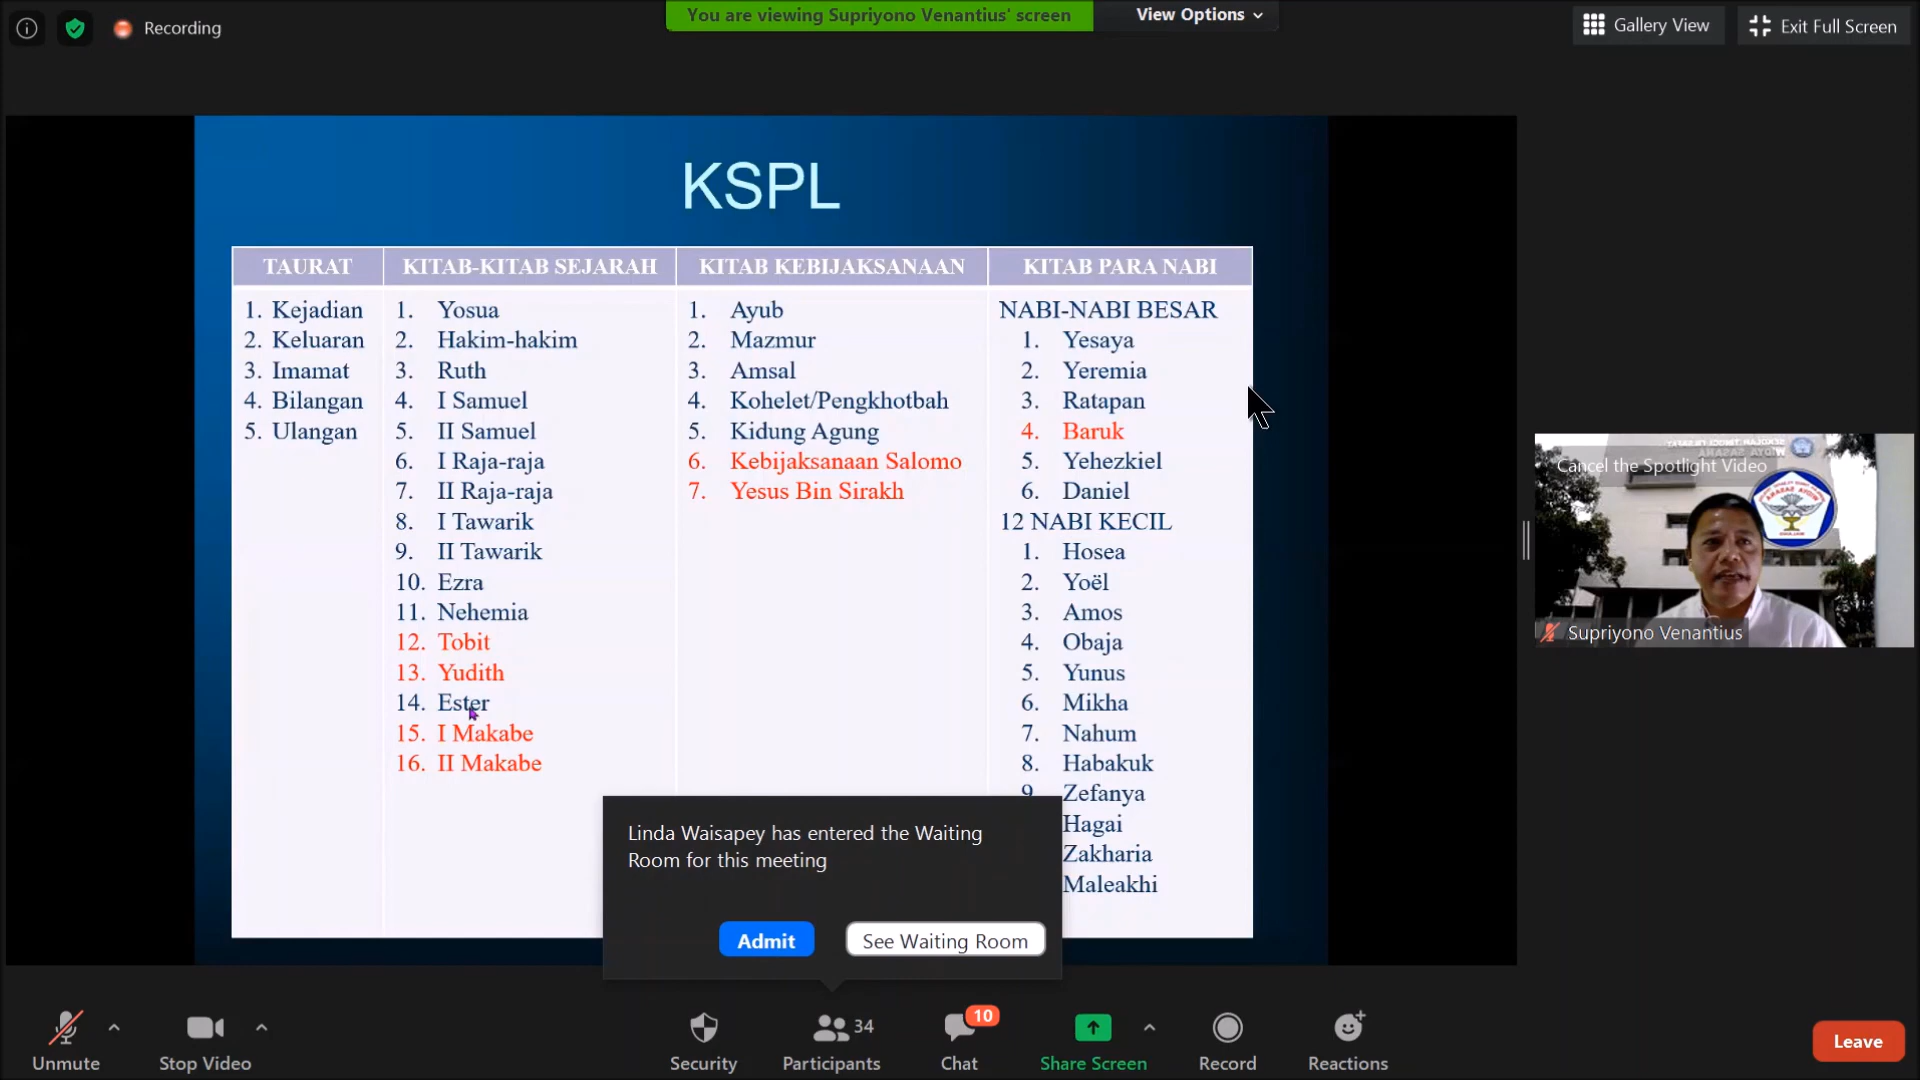 Recording
You are viewing Supriyono Venantius' screen
View Options
Gallery View
Exit Full Screen
KSPL
TAURAT
1. Kejadian
2. Keluaran
3. Imamat
4. Bilangan
5. Ulangan
KITAB-KITAB SEJARAH
1. Yosua
2. Hakim-hakim
3. Ruth
4. I Samuel
5. II Samuel
6. I Raja-raja
7. II Raja-raja
8. I Tawarik
9. II Tawarik
10. Ezra
11. Nehemia
12. Tobit
13. Yudith
14. Ester
15. I Makabe
16. II Makabe
KITAB KEBIJAKSANAAN
1. Ayub
2. Mazmur
3. Amsal
4. Kohelet/Pengkhotbah
5. Kidung Agung
6. Kebijaksanaan Salomo
7. Yesus Bin Sirakh
KITAB PARA NABI
NABI-NABI BESAR
1. Yesaya
2. Yeremia
3. Ratapan
4. Baruk
5. Yehezkiel
6. Daniel
12 NABI KECIL
1. Hosea
2. Yoël
3. Amos
4. Obaja
5. Yunus
6. Mikha
7. Nahum
8. Habakuk
9. Zefanya
Hagai
Zakharia
Maleakhi
Cancel the Spotlight Video
Supriyono Venantius
Linda Waisapey has entered the Waiting
Room for this meeting
Admit
See Waiting Room
Unmute
Stop Video
Security
34
Participants
10
Chat
Share Screen
Record
Reactions
Leave